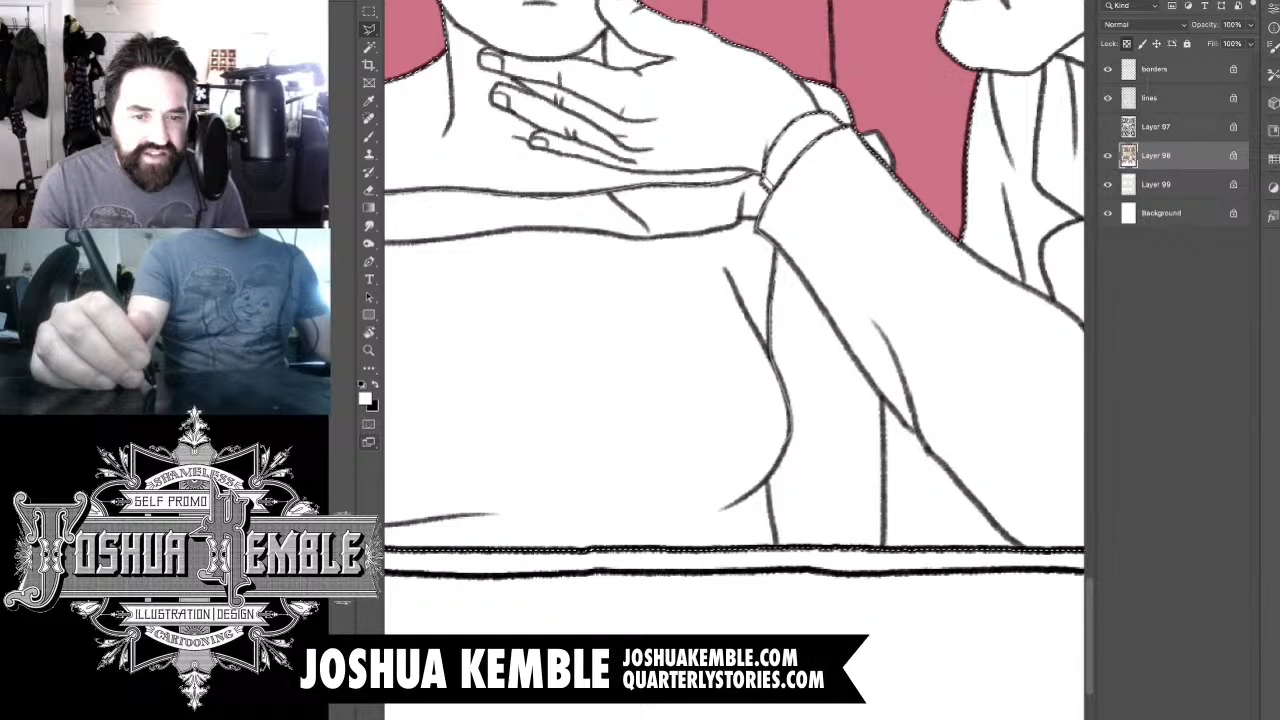 Kind
Normal
Opacity: 100%
Lock:
Fill: 100%
borders
lines
Layer 97
Layer 98
Layer 99
Background
SHAMELESS
SELF PROMO
JOSHUA KEMBLE
ILLUSTRATION|DESIGN
CARTOONING
JOSHUA KEMBLE
JOSHUAKEMBLE.COM
QUARTERLYSTORIES.COM